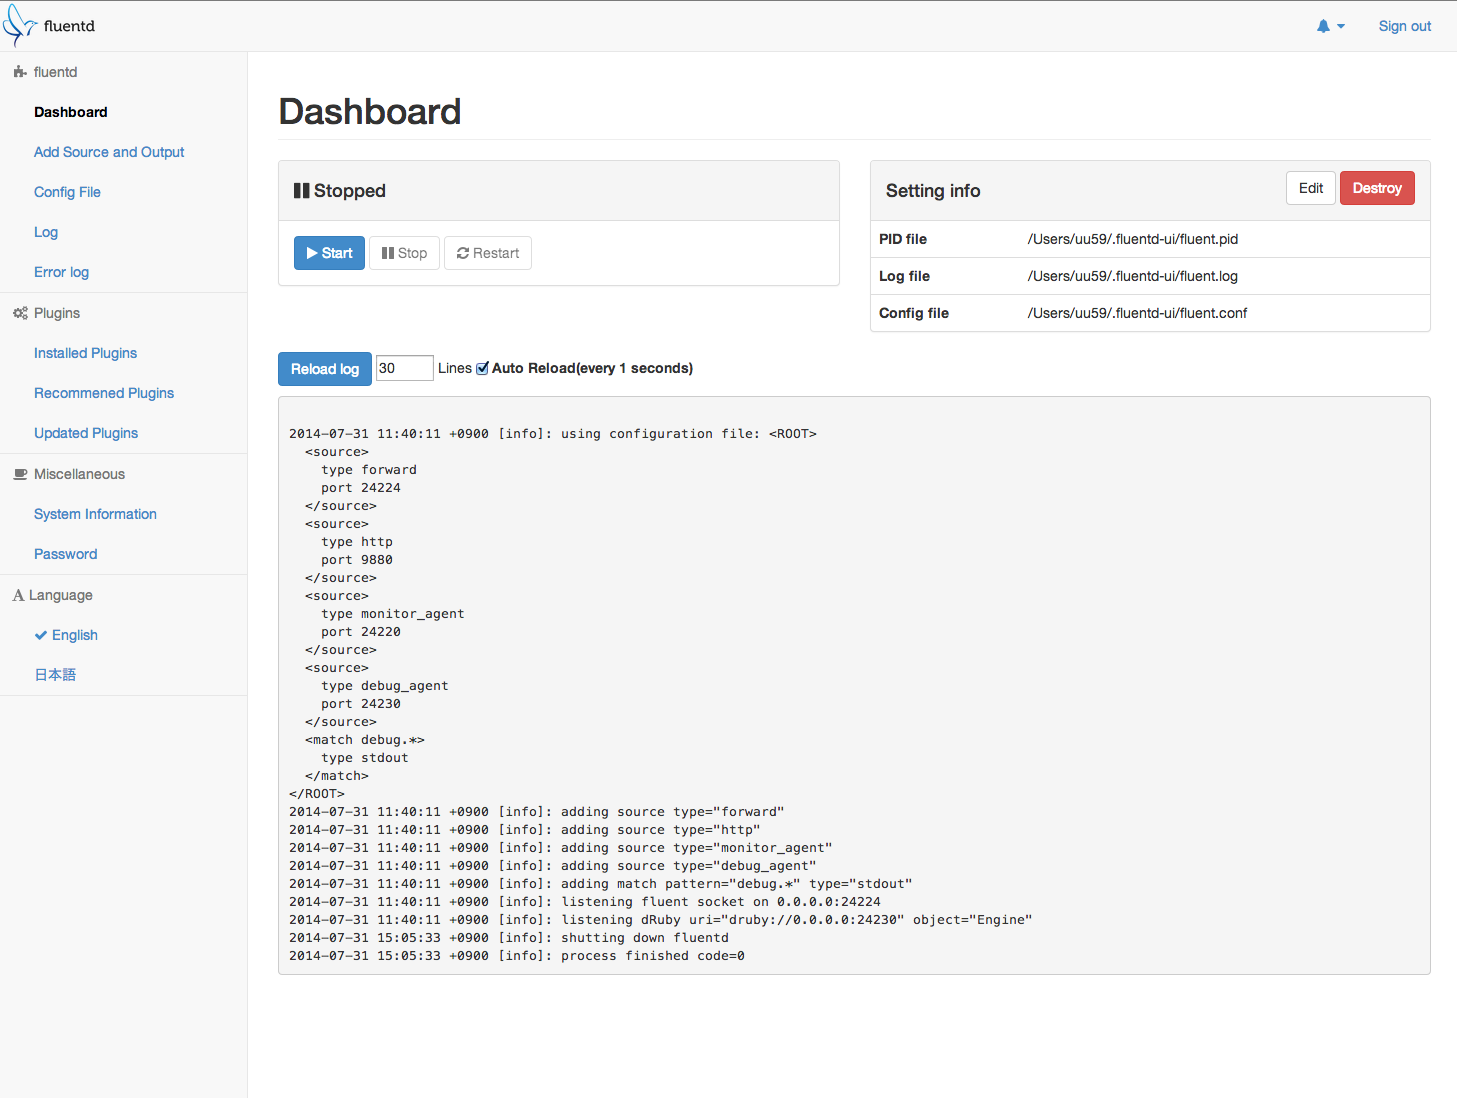 fluentd
Sign out
fluentd
Dashboard
Add Source and Output
Config File
Log
Error log
Plugins
Installed Plugins
Recommened Plugins
Updated Plugins
Miscellaneous
System Information
Password
Language
English
日本語
Dashboard
Stopped
Start Stop Restart
Setting info Edit Destroy
PID file /Users/uu59/.fluentd-ui/fluent.pid
Log file /Users/uu59/.fluentd-ui/fluent.log
Config file /Users/uu59/.fluentd-ui/fluent.conf
Reload log 30 Lines Auto Reload(every 1 seconds)
2014-07-31 11:40:11 +0900 [info]: using configuration file: <ROOT>
  <source>
    type forward
    port 24224
  </source>
  <source>
    type http
    port 9880
  </source>
  <source>
    type monitor_agent
    port 24220
  </source>
  <source>
    type debug_agent
    port 24230
  </source>
  <match debug.*>
    type stdout
  </match>
</ROOT>
2014-07-31 11:40:11 +0900 [info]: adding source type="forward"
2014-07-31 11:40:11 +0900 [info]: adding source type="http"
2014-07-31 11:40:11 +0900 [info]: adding source type="monitor_agent"
2014-07-31 11:40:11 +0900 [info]: adding source type="debug_agent"
2014-07-31 11:40:11 +0900 [info]: adding match pattern="debug.*" type="stdout"
2014-07-31 11:40:11 +0900 [info]: listening fluent socket on 0.0.0.0:24224
2014-07-31 11:40:11 +0900 [info]: listening dRuby uri="druby://0.0.0.0:24230" object="Engine"
2014-07-31 15:05:33 +0900 [info]: shutting down fluentd
2014-07-31 15:05:33 +0900 [info]: process finished code=0